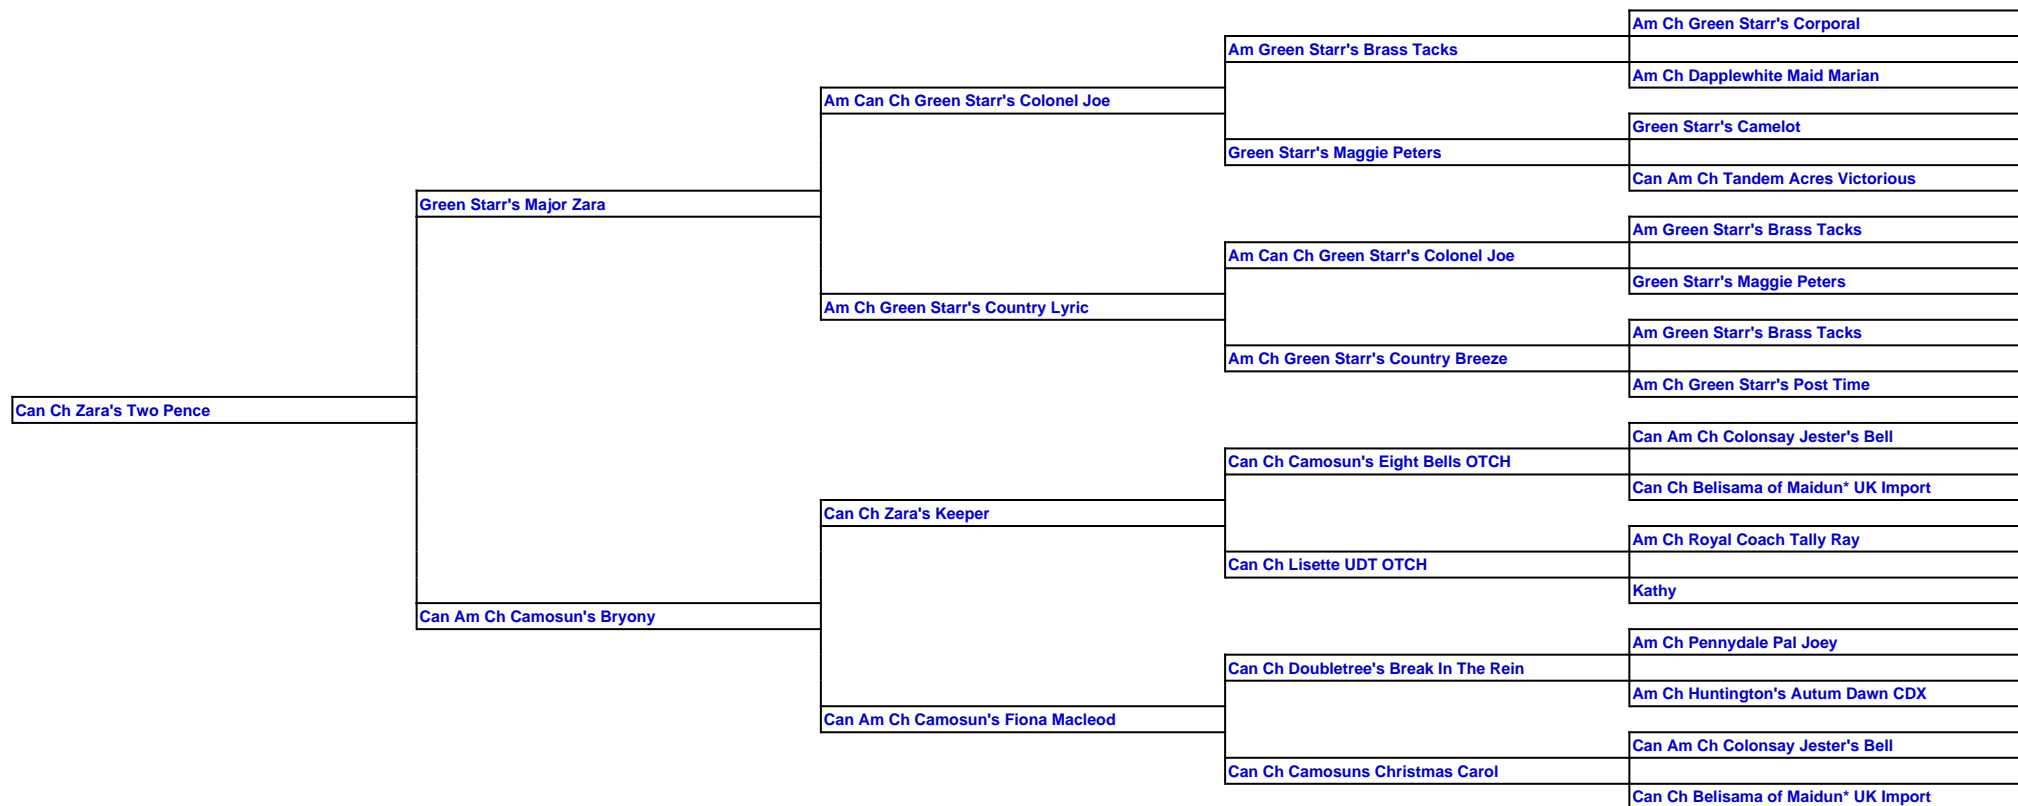 Am Ch Green Starr's Corporal
Am Green Starr's Brass Tacks
Am Ch Dapplewhite Maid Marian
Am Can Ch Green Starr's Colonel Joe
Green Starr's Camelot
Green Starr's Maggie Peters
Can Am Ch Tandem Acres Victorious
Green Starr's Major Zara
Am Green Starr's Brass Tacks
Am Can Ch Green Starr's Colonel Joe
Green Starr's Maggie Peters
Am Ch Green Starr's Country Lyric
Am Green Starr's Brass Tacks
Am Ch Green Starr's Country Breeze
Am Ch Green Starr's Post Time
Can Ch Zara's Two Pence
Can Am Ch Colonsay Jester's Bell
Can Ch Camosun's Eight Bells OTCH
Can Ch Belisama of Maidun* UK Import
Can Ch Zara's Keeper
Am Ch Royal Coach Tally Ray
Can Ch Lisette UDT OTCH
Kathy
Can Am Ch Camosun's Bryony
Am Ch Pennydale Pal Joey
Can Ch Doubletree's Break In The Rein
Am Ch Huntington's Autum Dawn CDX
Can Am Ch Camosun's Fiona Macleod
Can Am Ch Colonsay Jester's Bell
Can Ch Camosuns Christmas Carol
Can Ch Belisama of Maidun* UK Import